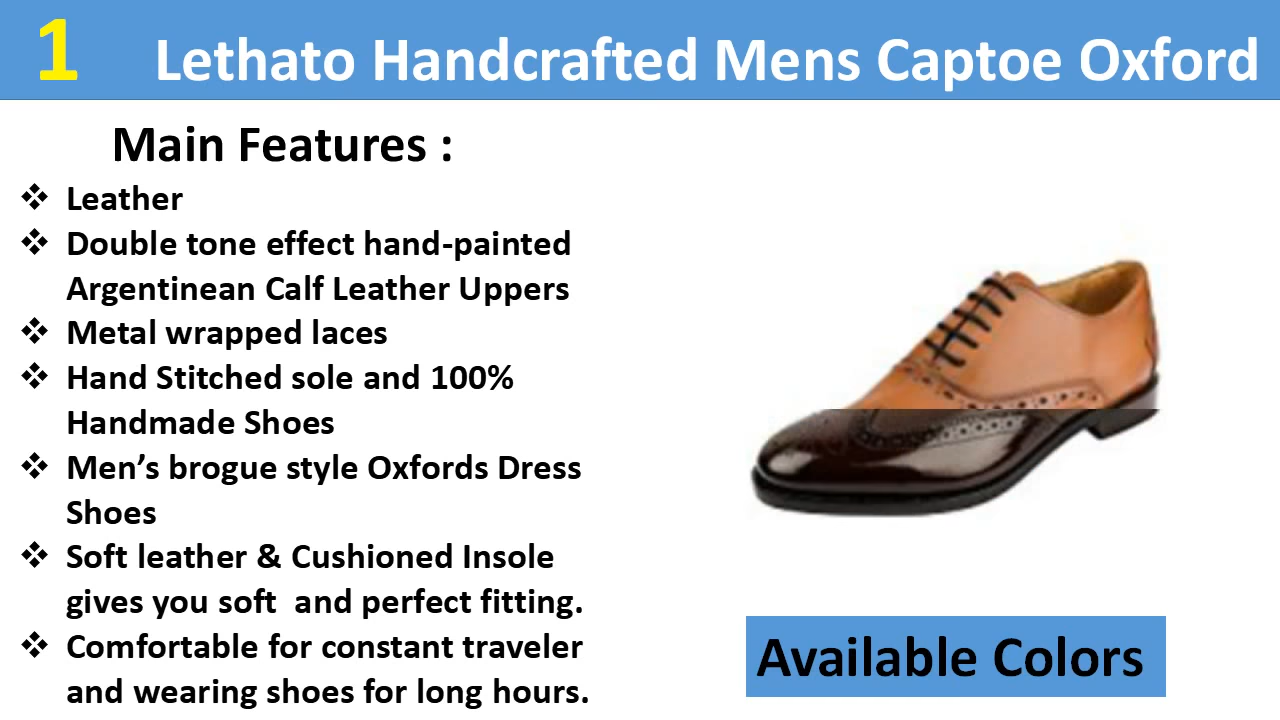 1 Lethato Handcrafted Mens Captoe Oxford
Main Features :
❖ Leather
❖ Double tone effect hand-painted
Argentinean Calf Leather Uppers
❖ Metal wrapped laces
❖ Hand Stitched sole and 100%
Handmade Shoes
❖ Men’s brogue style Oxfords Dress
Shoes
❖ Soft leather & Cushioned Insole
gives you soft  and perfect fitting.
❖ Comfortable for constant traveler
and wearing shoes for long hours.
Available Colors